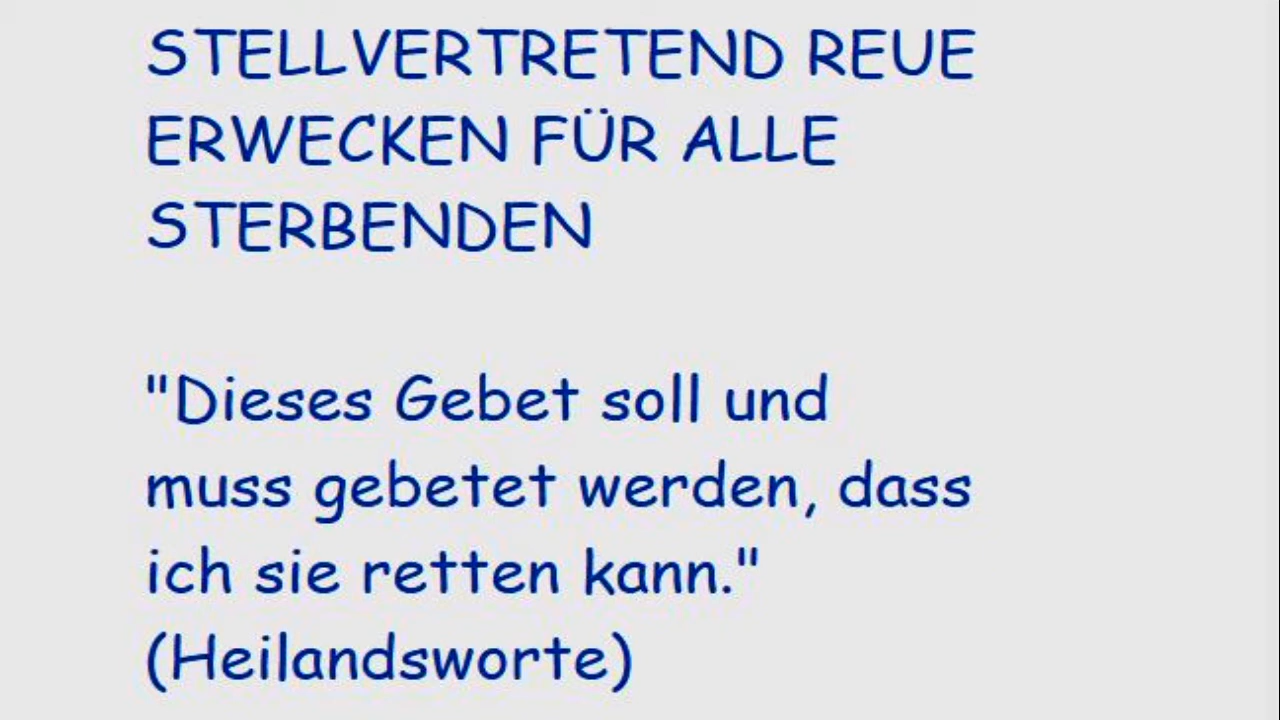 STELLVERTRETEND REUE
ERWECKEN FÜR ALLE
STERBENDEN
"Dieses Gebet soll und
muss gebetet werden, dass
ich sie retten kann."
(Heilandsworte)